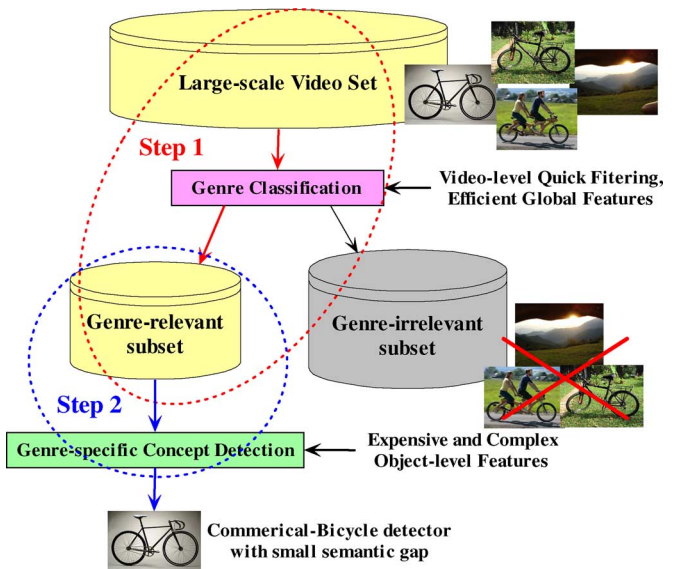 Large-scale Video Set
Step 1
Genre Classification
Video-level Quick Fitering,
Efficient Global Features
Genre-relevant
subset
Genre-irrelevant
subset
Step 2
Genre-specific Concept Detection
Expensive and Complex
Object-level Features
Commerical-Bicycle detector
with small semantic gap